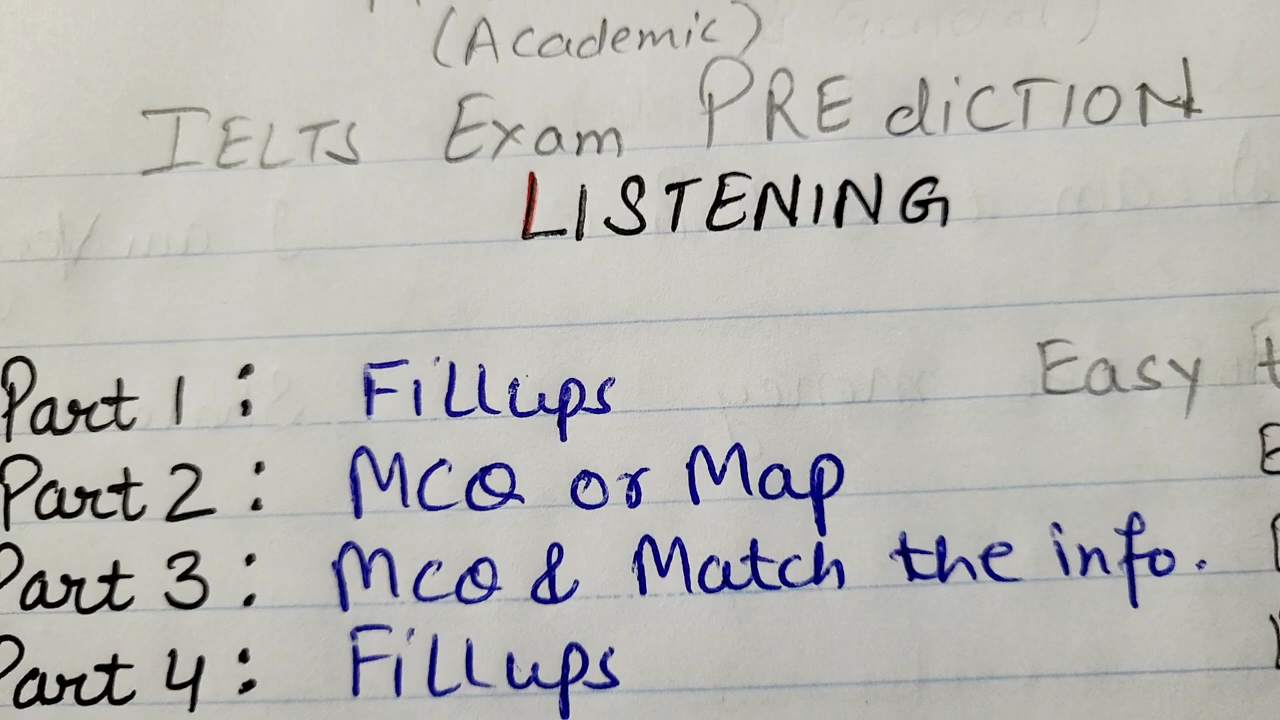 (Academic)
IELTS Exam PREdiCTION
LISTENING
Part 1 : Fillups Easy
Part 2 : MCQ or Map
Part 3 : MCQ & Match the info.
Part 4 : Fillups